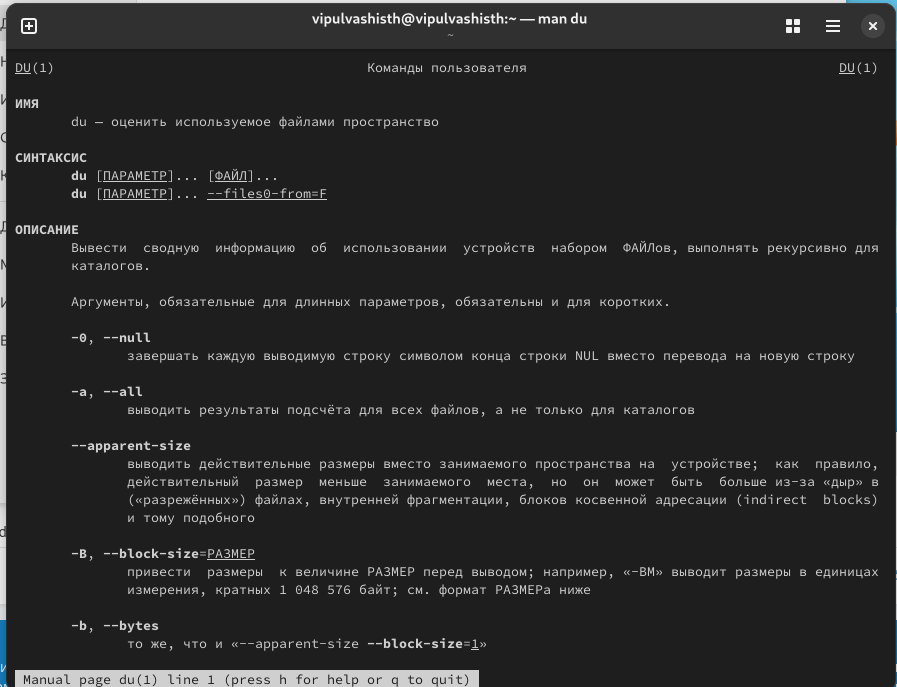 vipulvashisth@vipulvashisth:~ — man du
~
DU(1) Команды пользователя DU(1)
ИМЯ
du – оценить используемое файлами пространство
СИНТАКСИС
du [ПАРАМЕТР]... [ФАЙЛ]...
du [ПАРАМЕТР]... --files0-from=F
ОПИСАНИЕ
Вывести сводную информацию об использовании устройств набором ФАЙЛов, выполнять рекурсивно для
каталогов.
Аргументы, обязательные для длинных параметров, обязательны и для коротких.
-0, --null
завершать каждую выводимую строку символом конца строки NUL вместо перевода на новую строку
-a, --all
выводить результаты подсчёта для всех файлов, а не только для каталогов
--apparent-size
выводить действительные размеры вместо занимаемого пространства на устройстве; как правило,
действительный размер меньше занимаемого места, но он может быть больше из-за «дыр» в
(«разрежённых») файлах, внутренней фрагментации, блоков косвенной адресации (indirect blocks)
и тому подобного
-B, --block-size=РАЗМЕР
привести размеры к величине РАЗМЕР перед выводом; например, «-BM» выводит размеры в единицах
измерения, кратных 1 048 576 байт; см. формат РАЗМЕРа ниже
-b, --bytes
то же, что и «--apparent-size --block-size=1»
Manual page du(1) line 1 (press h for help or q to quit)